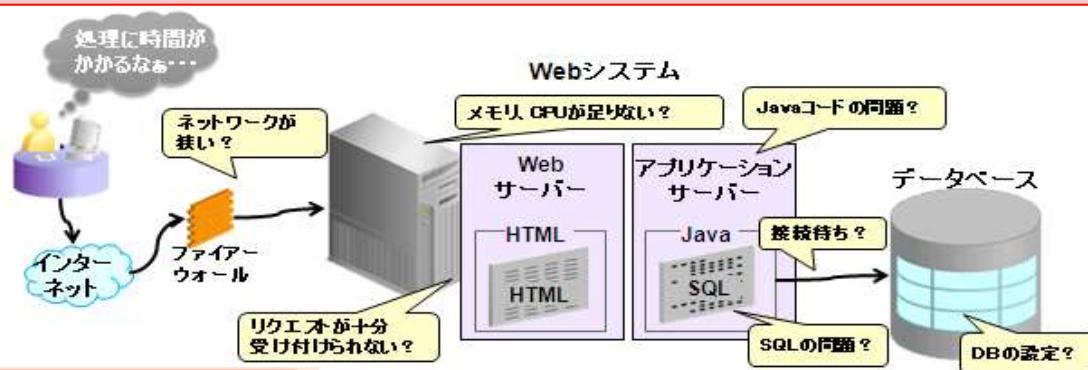 処理に時間が
かかるなぁ・・・
Webシステム
ネットワークが
狭い？
メモリ、CPUが足りない？
Javaコードの問題？
Web
サーバー
アプリケーション
サーバー
データベース
HTML
HTML
Java
SQL
接続待ち？
インター
ネット
ファイアー
ウォール
リクエストが十分
受け付けられない？
SQLの問題？
DBの設定？